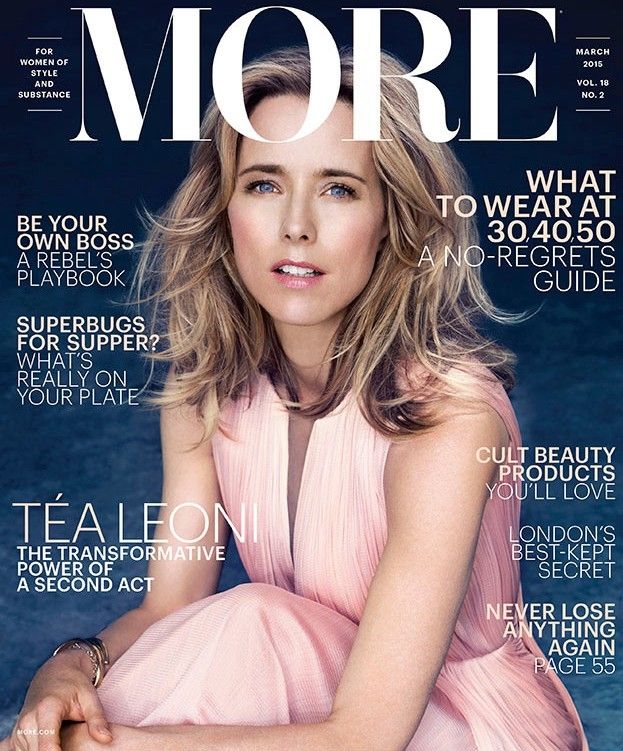 FOR
WOMEN OF
STYLE
AND
SUBSTANCE
MORE
MARCH
2015
VOL. 18
NO. 2
WHAT
TO WEAR AT
30,40,50
A NO-REGRETS
GUIDE
BE YOUR
OWN BOSS
A REBEL'S
PLAYBOOK
SUPERBUGS
FOR SUPPER?
WHAT'S
REALLY ON
YOUR PLATE
CULT BEAUTY
PRODUCTS
YOU'LL LOVE
TÉA LEONI
THE TRANSFORMATIVE
POWER OF
A SECOND ACT
LONDON'S
BEST-KEPT
SECRET
NEVER LOSE
ANYTHING
AGAIN
PAGE 55
MORE.COM